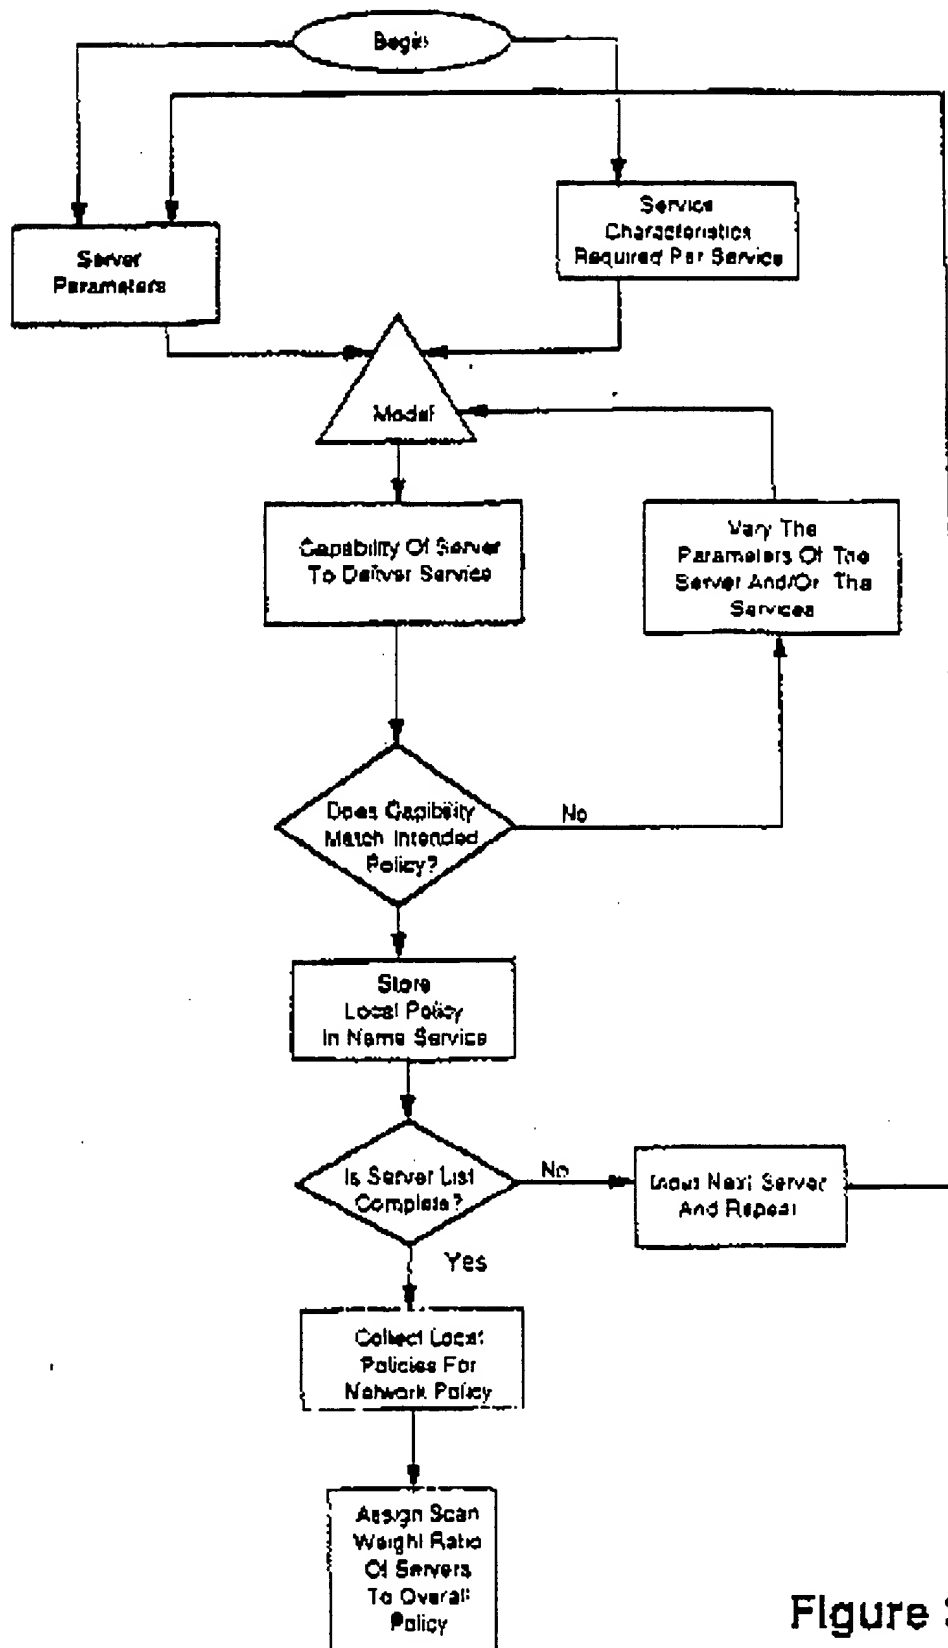 Begin
Service
Characteristics
Required Per Service
Server
Parameters
Model
Capability Of Server
To Deliver Service
Vary The
Parameters Of The
Server And/Or The
Services
Does Capibility
Match Intended
Policy?
No
Store
Local Policy
In Name Service
Is Server List
Complete?
No
Input Next Server
And Repeat
Yes
Collect Local
Policies For
Network Policy
Assign Scan
Weight Ratio
Of Servers
To Overall
Policy
Figure